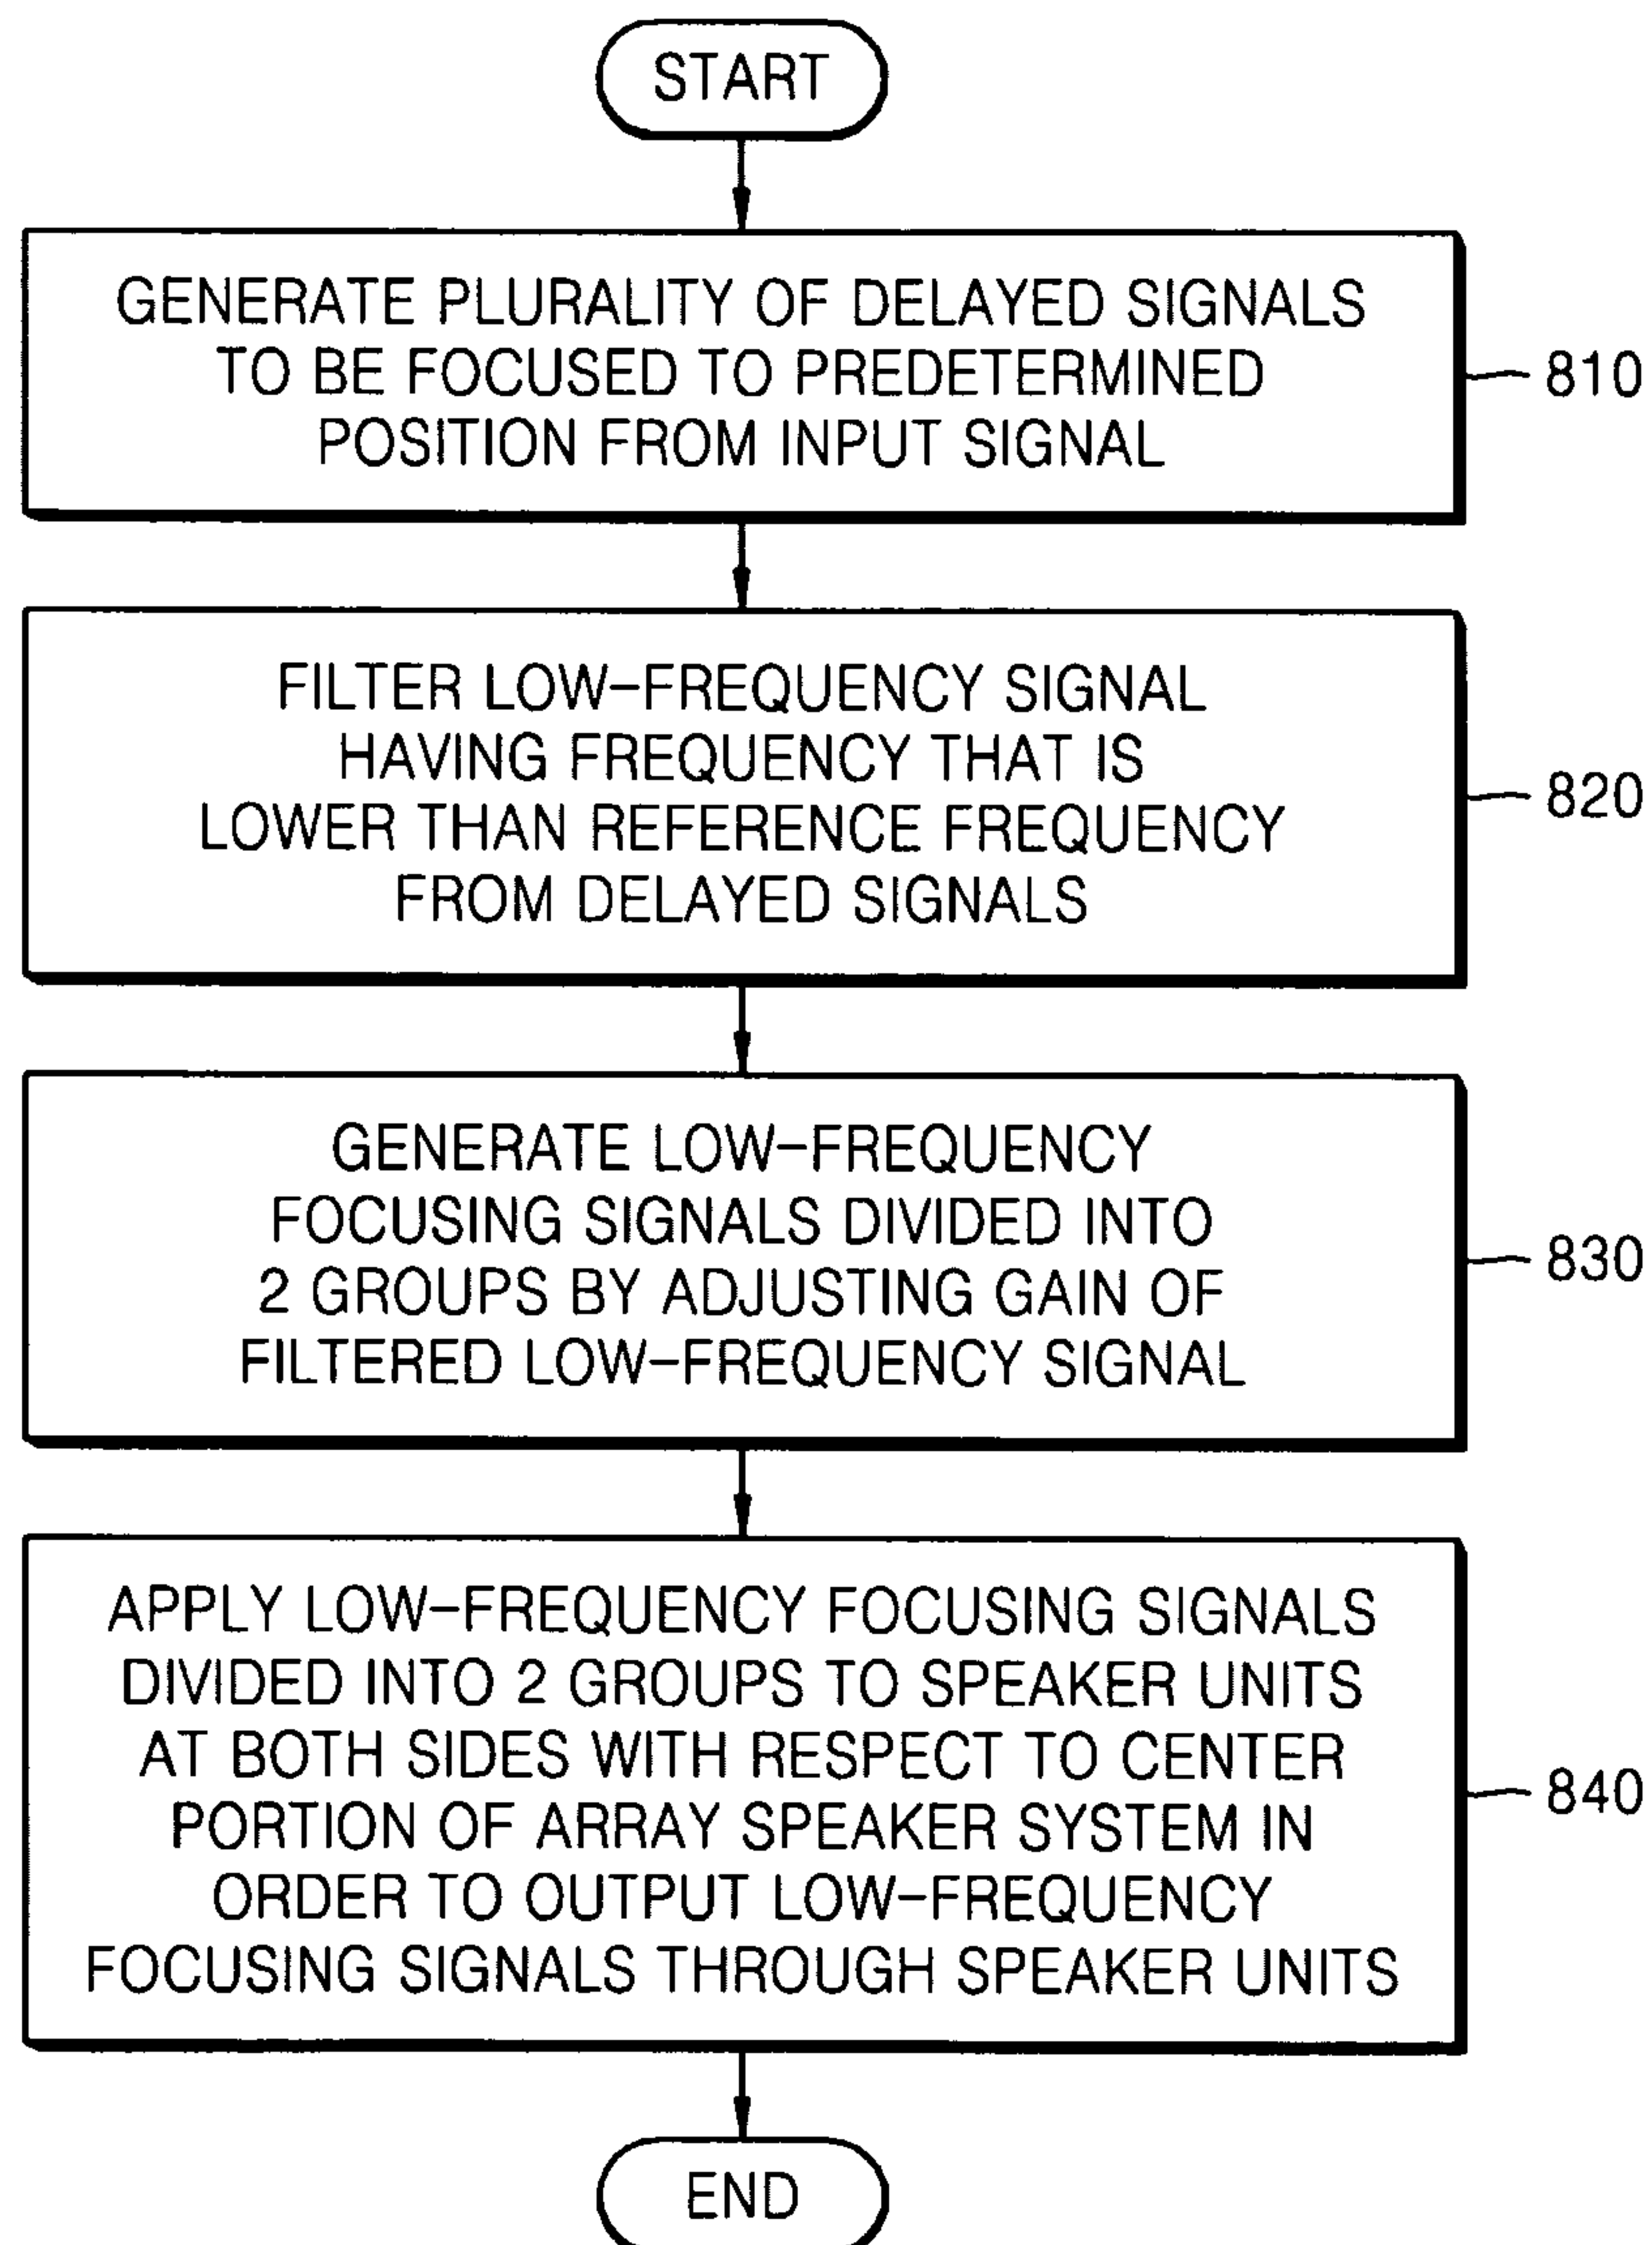 START
GENERATE PLURALITY OF DELAYED SIGNALS
TO BE FOCUSED TO PREDETERMINED
POSITION FROM INPUT SIGNAL
810
FILTER LOW-FREQUENCY SIGNAL
HAVING FREQUENCY THAT IS
LOWER THAN REFERENCE FREQUENCY
FROM DELAYED SIGNALS
820
GENERATE LOW-FREQUENCY
FOCUSING SIGNALS DIVIDED INTO
2 GROUPS BY ADJUSTING GAIN OF
FILTERED LOW-FREQUENCY SIGNAL
830
APPLY LOW-FREQUENCY FOCUSING SIGNALS
DIVIDED INTO 2 GROUPS TO SPEAKER UNITS
AT BOTH SIDES WITH RESPECT TO CENTER
PORTION OF ARRAY SPEAKER SYSTEM IN
ORDER TO OUTPUT LOW-FREQUENCY
FOCUSING SIGNALS THROUGH SPEAKER UNITS
840
END